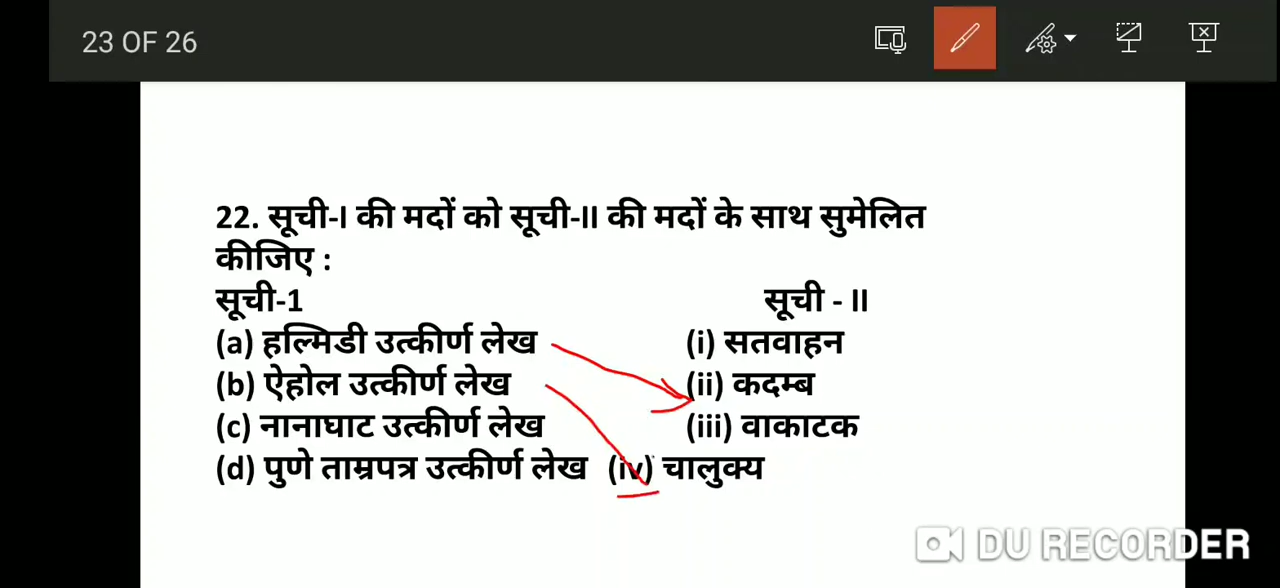 23 OF 26
22. सूची-I की मदों को सूची-II की मदों के साथ सुमेलित
कीजिए :
सूची-1 सूची - II
(a) हल्मिडी उत्कीर्ण लेख (i) सतवाहन
(b) ऐहोल उत्कीर्ण लेख (ii) कदम्ब
(c) नानाघाट उत्कीर्ण लेख (iii) वाकाटक
(d) पुणे ताम्रपत्र उत्कीर्ण लेख (iv) चालुक्य
DU RECORDER